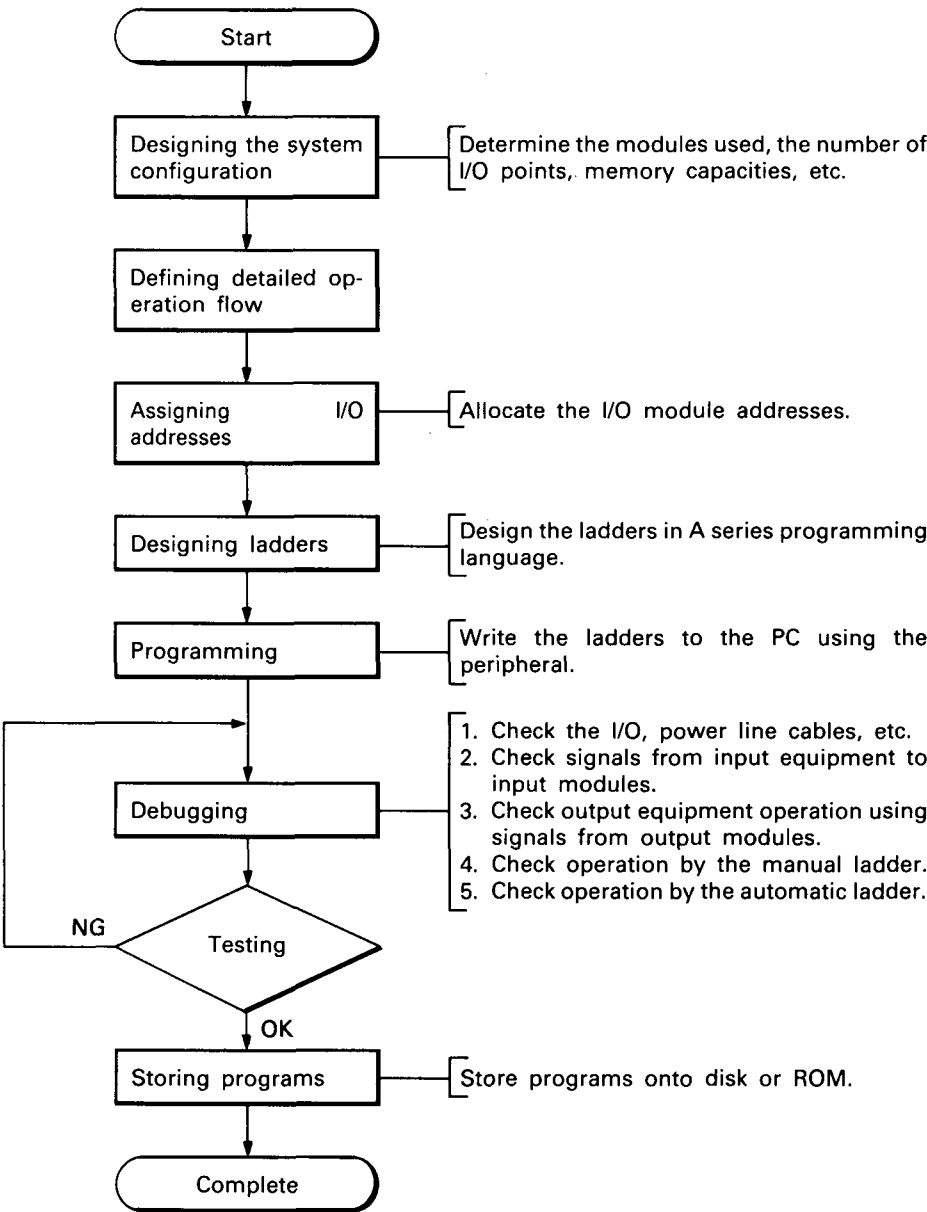 Start
Designing the system
configuration
Determine the modules used, the number of
I/O points, memory capacities, etc.
Defining detailed op-
eration flow
Assigning I/O
addresses
Allocate the I/O module addresses.
Designing ladders
Design the ladders in A series programming
language.
Programming
Write the ladders to the PC using the
peripheral.
Debugging
1. Check the I/O, power line cables, etc.
2. Check signals from input equipment to
input modules.
3. Check output equipment operation using
signals from output modules.
4. Check operation by the manual ladder.
5. Check operation by the automatic ladder.
NG
Testing
OK
Storing programs
Store programs onto disk or ROM.
Complete